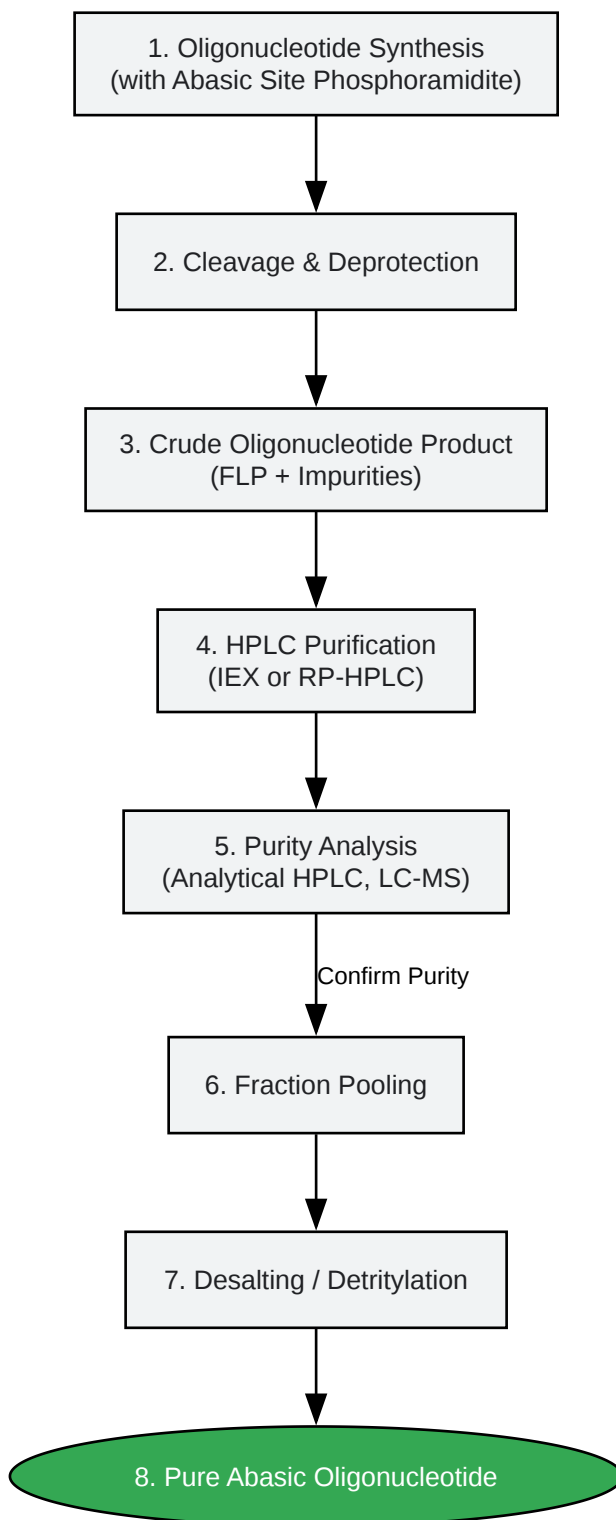 1. Oligonucleotide Synthesis
(with Abasic Site Phosphoramidite)
2. Cleavage & Deprotection
3. Crude Oligonucleotide Product
(FLP + Impurities)
4. HPLC Purification
(IEX or RP-HPLC)
5. Purity Analysis
(Analytical HPLC, LC-MS)
Confirm Purity
6. Fraction Pooling
7. Desalting / Detritylation
8. Pure Abasic Oligonucleotide